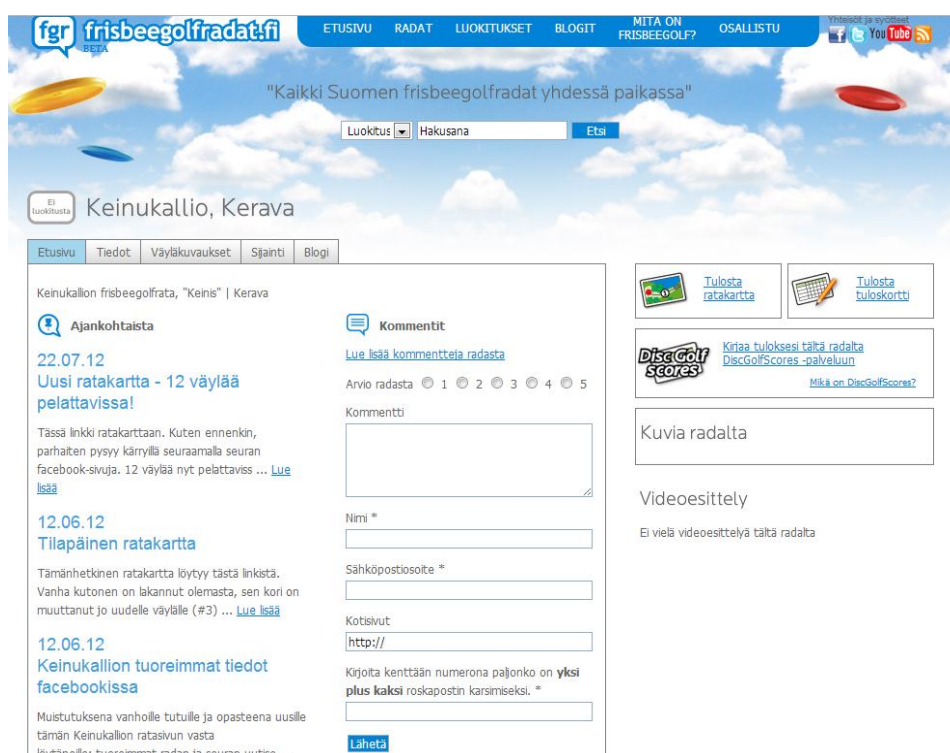 fgr frisbeegolfradat.fi
BETA
ETUSIVU RADAT LUOKITUKSET BLOGIT MITÄ ON FRISBEEGOLF? OSALLISTU
Yhteisöt ja syötteet
You Tube
"Kaikki Suomen frisbeegolfradat yhdessä paikassa"
Luokitus Hakusana Etsi
Ei luokitusta
Keinukallio, Kerava
Etusivu Tiedot Väyläkuvaukset Sijainti Blogi
Keinukallion frisbeegolfrata, "Keinis" | Kerava
Ajankohtaista
22.07.12
Uusi ratakartta - 12 väylää
pelattavissa!
Tässä linkki ratakarttaan. Kuten ennenkin,
parhaiten pysyy kärryillä seuraamalla seuran
facebook-sivuja. 12 väylää nyt pelattaviss ... Lue
lisää
12.06.12
Tilapäinen ratakartta
Tämänhetkinen ratakartta löytyy tästä linkistä.
Vanha kutonen on lakannut olemasta, sen kori on
muuttanut jo uudelle väylälle (#3) ... Lue lisää
12.06.12
Keinukallion tuoreimmat tiedot
facebookissa
Muistutuksena vanhoille tutuille ja opasteena uusille
tämän Keinukallion ratasivun vasta
löytäneille: tuoreimmat radan ja seuran uutise
Kommentit
Lue lisää kommentteja radasta
Arvio radasta 1 2 3 4 5
Kommentti
Nimi *
Sähköpostiosoite *
Kotisivut
http://
Kirjoita kenttään numerona paljonko on yksi
plus kaksi roskapostin karsimiseksi. *
Lähetä
Tulosta
ratakartta
Tulosta
tuloskortti
DiscGolf
scores
Kirjaa tuloksesi tältä radalta
DiscGolfScores -palveluun
Mikä on DiscGolfScores?
Kuvia radalta
Videoesittely
Ei vielä videoesittelyä tältä radalta